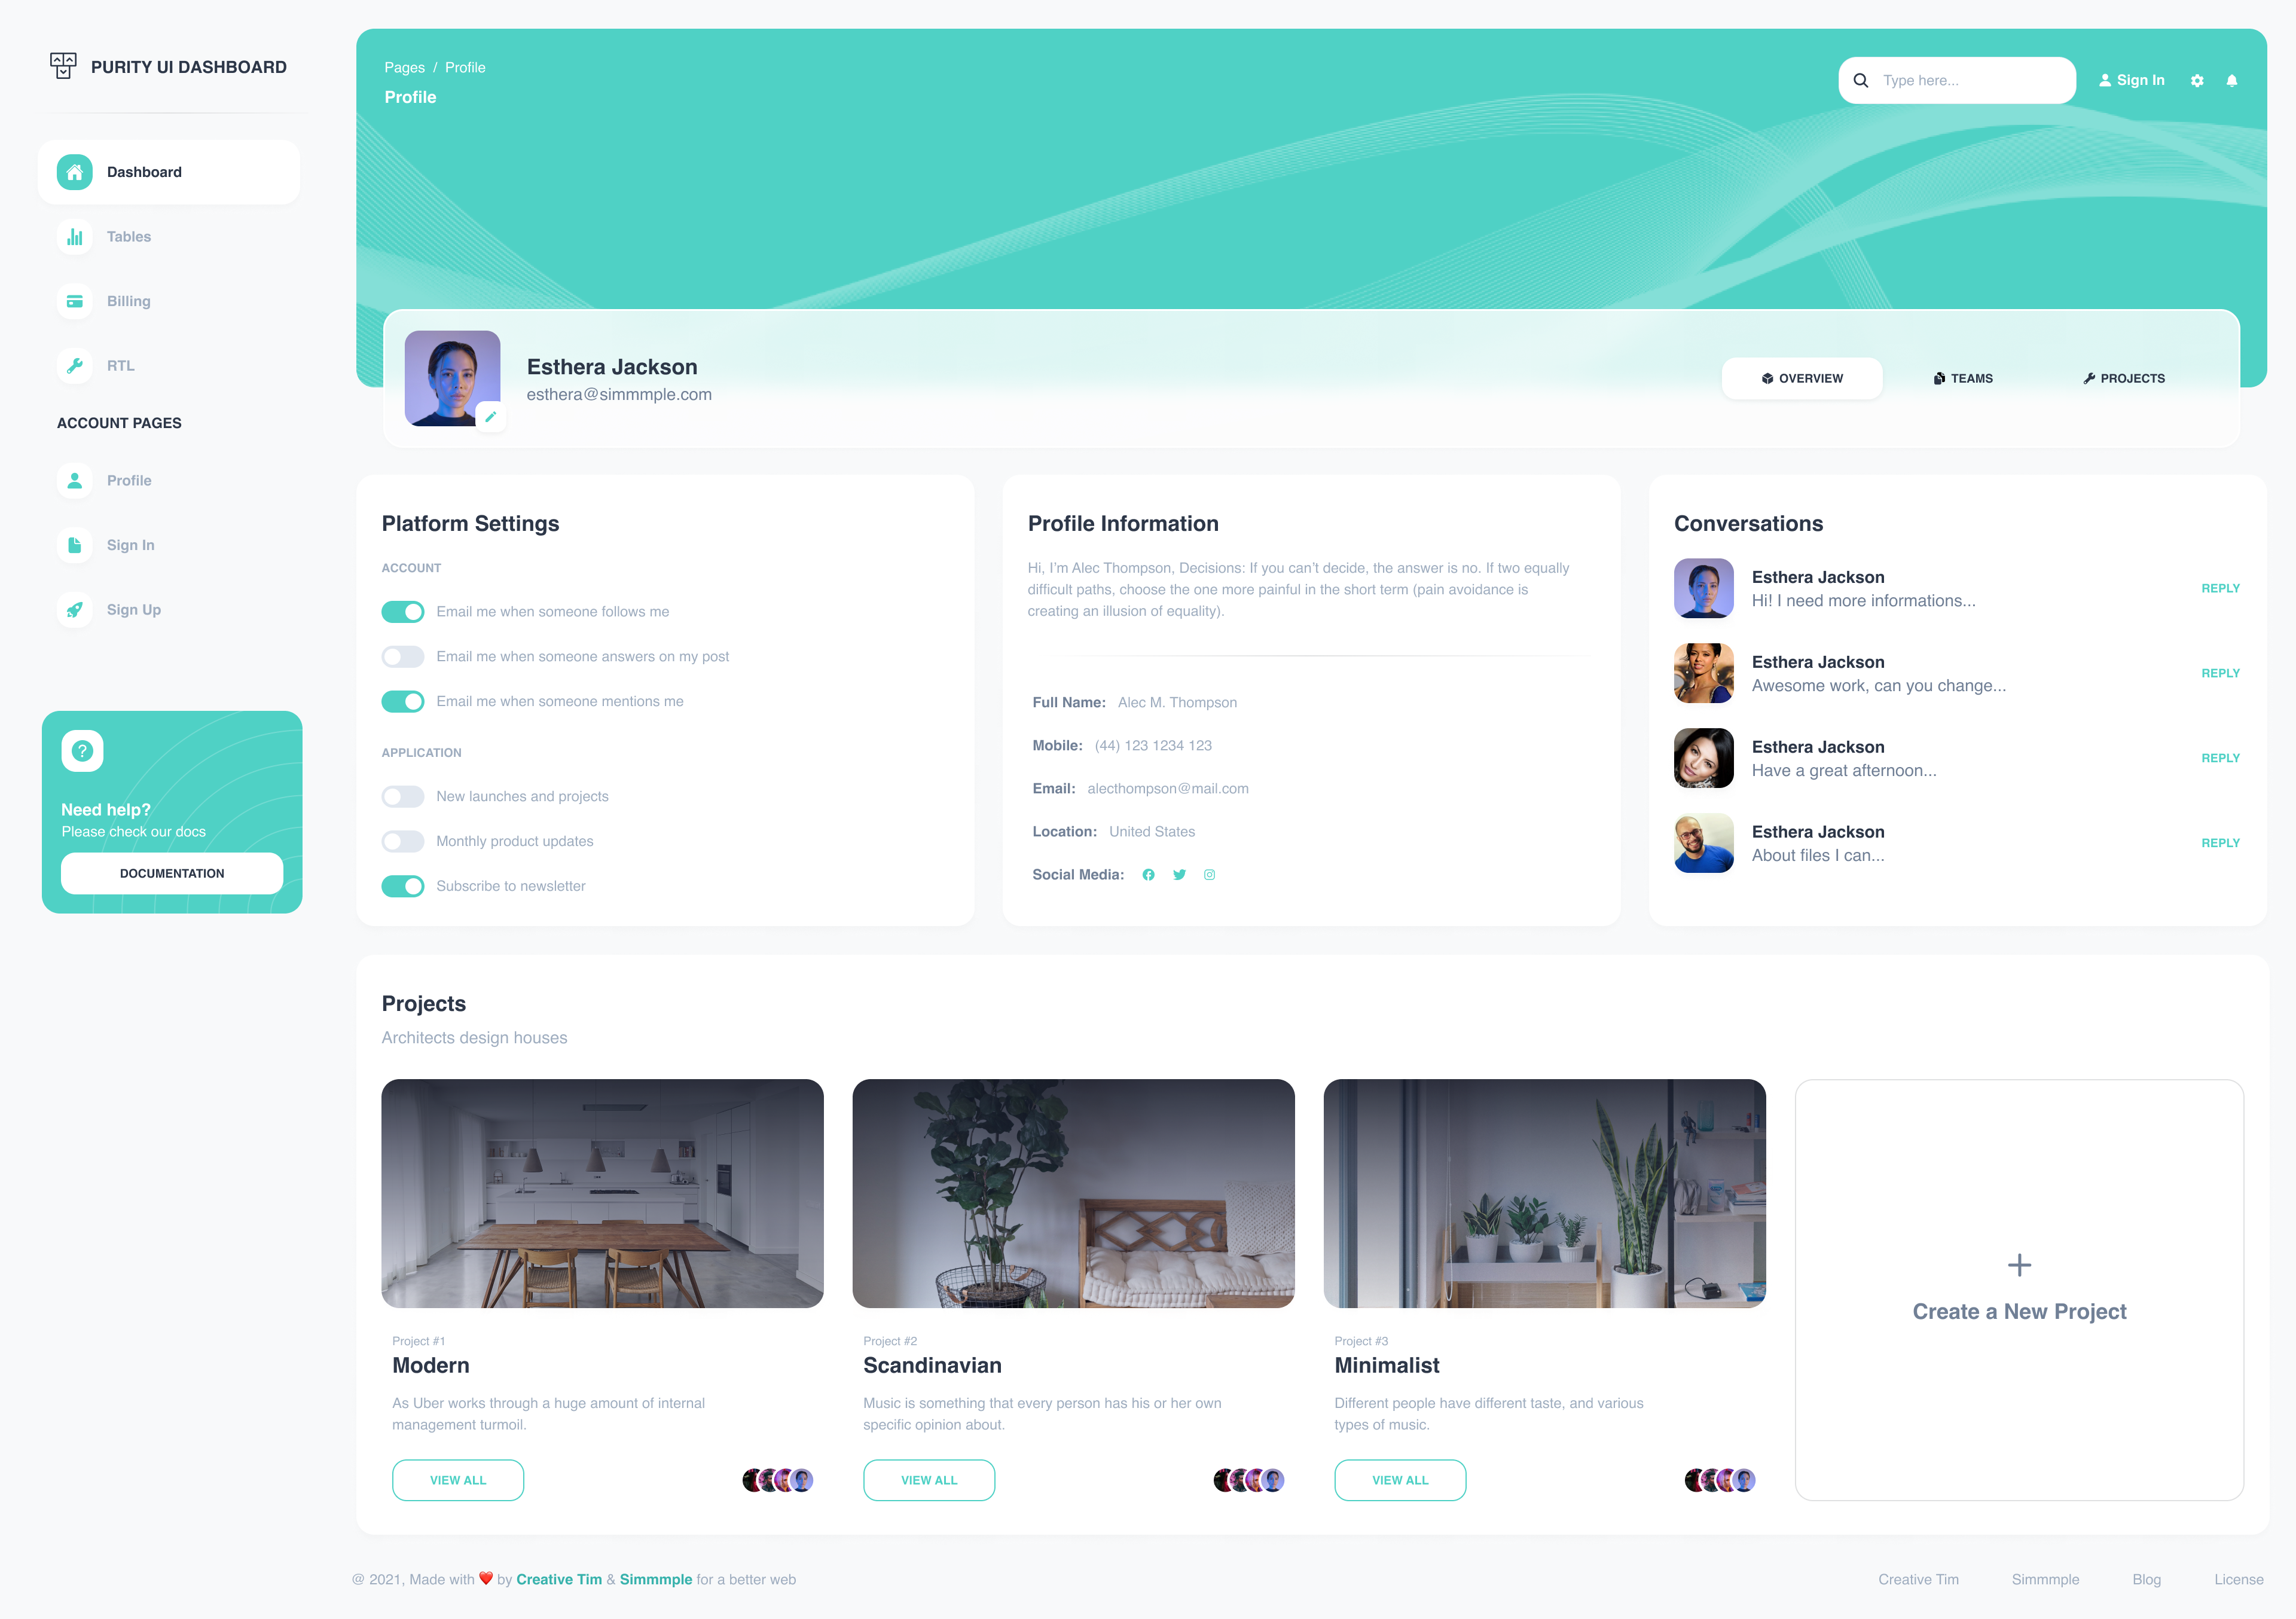 PURITY UI DASHBOARD
Dashboard
Tables
Billing
RTL
ACCOUNT PAGES
Profile
Sign In
Sign Up
?
Need help?
Please check our docs
DOCUMENTATION
Pages / Profile
Profile
Type here...
Sign In
Esthera Jackson
esthera@simmmple.com
OVERVIEW
TEAMS
PROJECTS
Platform Settings
ACCOUNT
Email me when someone follows me
Email me when someone answers on my post
Email me when someone mentions me
APPLICATION
New launches and projects
Monthly product updates
Subscribe to newsletter
Profile Information
Hi, I’m Alec Thompson, Decisions: If you can’t decide, the answer is no. If two equally
difficult paths, choose the one more painful in the short term (pain avoidance is
creating an illusion of equality).
Full Name: Alec M. Thompson
Mobile: (44) 123 1234 123
Email: alecthompson@mail.com
Location: United States
Social Media:
Conversations
Esthera Jackson
Hi! I need more informations...
REPLY
Esthera Jackson
Awesome work, can you change...
REPLY
Esthera Jackson
Have a great afternoon...
REPLY
Esthera Jackson
About files I can...
REPLY
Projects
Architects design houses
Project #1
Modern
As Uber works through a huge amount of internal
management turmoil.
VIEW ALL
Project #2
Scandinavian
Music is something that every person has his or her own
specific opinion about.
VIEW ALL
Project #3
Minimalist
Different people have different taste, and various
types of music.
VIEW ALL
+
Create a New Project
@ 2021, Made with ❤️ by Creative Tim & Simmmple for a better web
Creative Tim
Simmmple
Blog
License